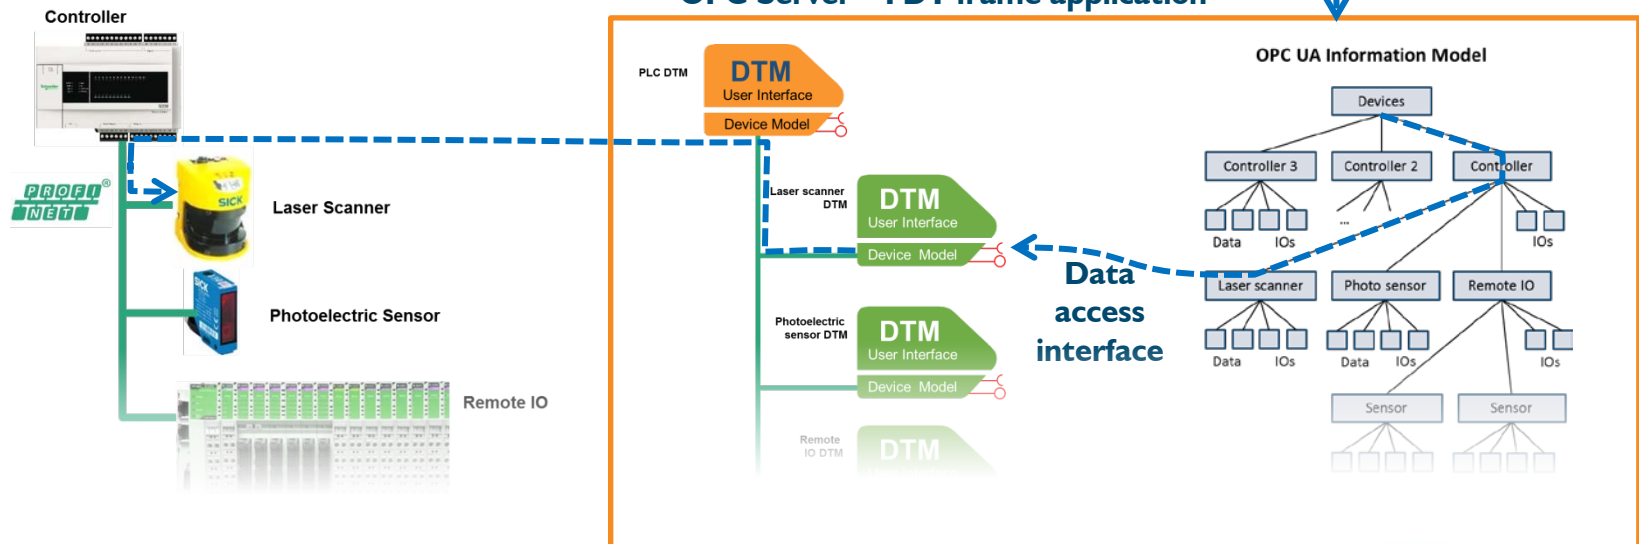 Controller
PROFI
NET
®
SICK
Laser Scanner
SICK
Photoelectric Sensor
Remote IO
PLC DTM
DTM
User Interface
Device Model
Laser scanner
DTM
DTM
User Interface
Device Model
Photoelectric
sensor DTM
DTM
User Interface
Device Model
Remote
IO DTM
DTM
Data
access
interface
OPC UA Information Model
Devices
Controller 3
Controller 2
Controller
Data
IOs
...
IOs
Laser scanner
Photo sensor
Remote IO
Data
IOs
Data
IOs
IOs
Sensor
Sensor